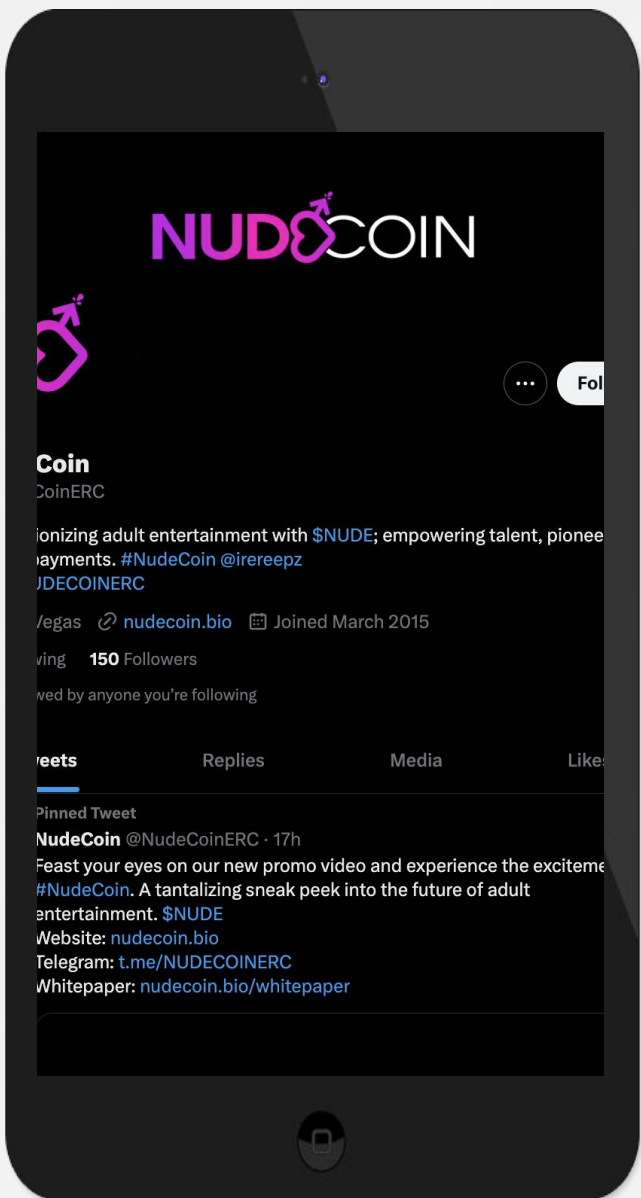 NUDECOIN
Fol
Coin
CoinERC
ionizing adult entertainment with $NUDE; empowering talent, pionee
payments. #NudeCoin @irereepz
UDECOINERC
Vegas nudecoin.bio Joined March 2015
wing 150 Followers
wed by anyone you're following
weets Replies Media Likes
Pinned Tweet
NudeCoin @NudeCoinERC · 17h
Feast your eyes on our new promo video and experience the exciteme
#NudeCoin. A tantalizing sneak peek into the future of adult
entertainment. $NUDE
Website: nudecoin.bio
Telegram: t.me/NUDECOINERC
Whitepaper: nudecoin.bio/whitepaper